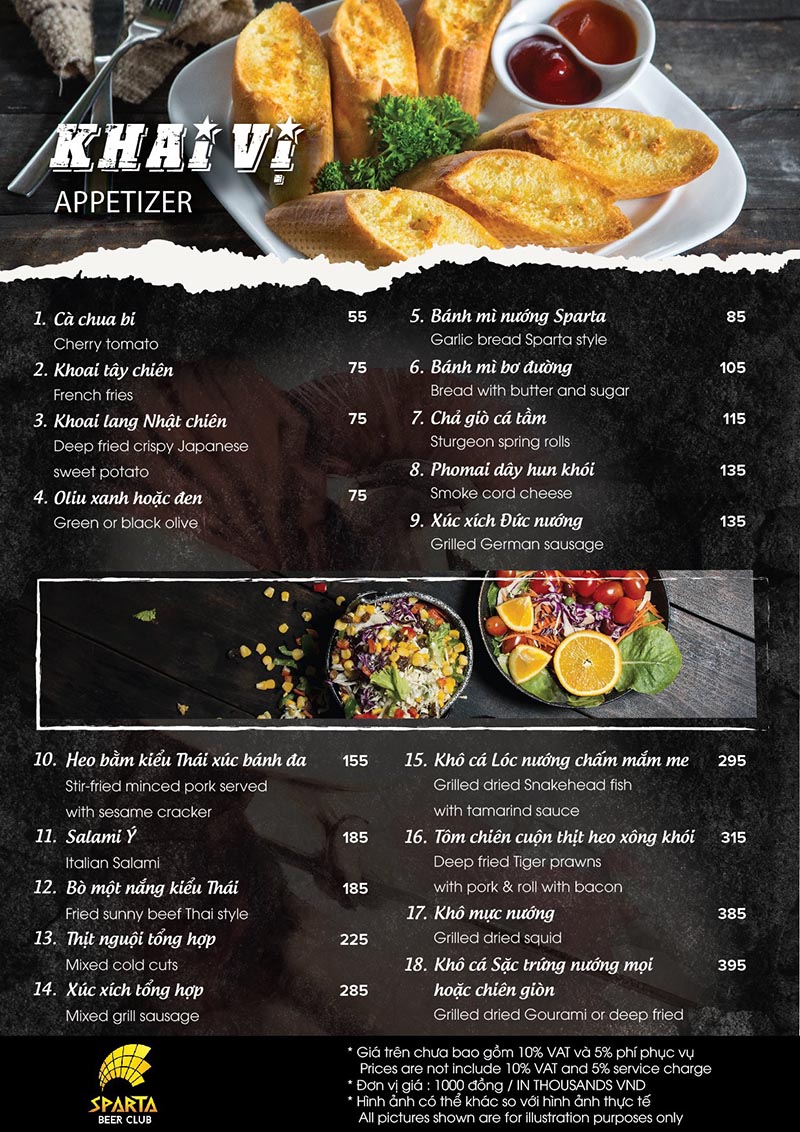 KHAI VỊ
APPETIZER
1. Cà chua bi 55
Cherry tomato
2. Khoai tây chiên 75
French fries
3. Khoai lang Nhật chiên 75
Deep fried crispy Japanese
sweet potato
4. Oliu xanh hoặc đen 75
Green or black olive
5. Bánh mì nướng Sparta 85
Garlic bread Sparta style
6. Bánh mì bơ đường 105
Bread with butter and sugar
7. Chả giò cá tầm 115
Sturgeon spring rolls
8. Phomai dây hun khói 135
Smoke cord cheese
9. Xúc xích Đức nướng 135
Grilled German sausage
10. Heo bằm kiểu Thái xúc bánh đa 155
Stir-fried minced pork served
with sesame cracker
11. Salami Ý 185
Italian Salami
12. Bò một nắng kiểu Thái 185
Fried sunny beef Thai style
13. Thịt nguội tổng hợp 225
Mixed cold cuts
14. Xúc xích tổng hợp 285
Mixed grill sausage
15. Khô cá Lóc nướng chấm mắm me 295
Grilled dried Snakehead fish
with tamarind sauce
16. Tôm chiên cuộn thịt heo xông khói 315
Deep fried Tiger prawns
with pork & roll with bacon
17. Khô mực nướng 385
Grilled dried squid
18. Khô cá Sặc trứng nướng mọi 395
hoặc chiên giòn
Grilled dried Gourami or deep fried
SPARTA
BEER CLUB
* Giá trên chưa bao gồm 10% VAT và 5% phí phục vụ
Prices are not include 10% VAT and 5% service charge
* Đơn vị giá : 1000 đồng / IN THOUSANDS VND
* Hình ảnh có thể khác so với hình ảnh thực tế
All pictures shown are for illustration purposes only